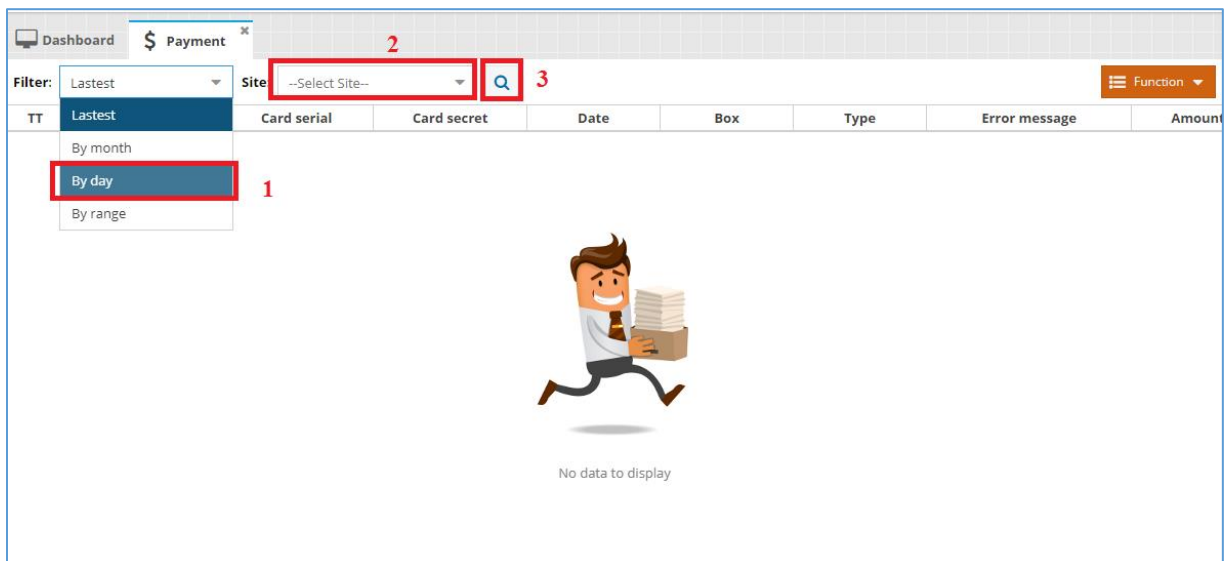 Dashboard $ Payment ×
2
Filter: Lastest Site: --Select Site-- 3 Function
TT Lastest Card serial Card secret Date Box Type Error message Amount
By month
By day 1
By range
No data to display